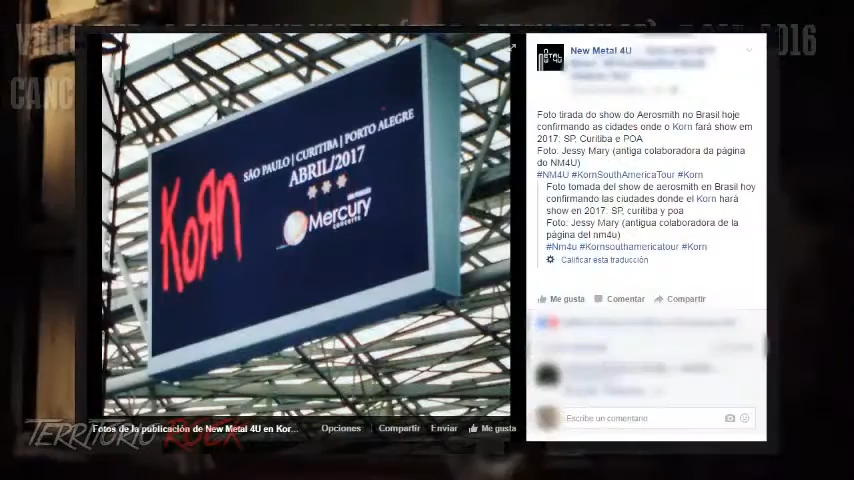 VIDEO
2016
CANC
KoRn
SÃO PAULO | CURITIBA | PORTO ALEGRE
ABRIL/2017
MERCURY
concerts
New Metal 4U
Foto tirada do show do Aerosmith no Brasil hoje
confirmando as cidades onde o Korn fará show em
2017: SP, Curitiba e POA
Foto: Jessy Mary (antiga colaboradora da página
do NM4U)
#NM4U #KornSouthAmericaTour #Korn
Foto tomada del show de aerosmith en Brasil hoy
confirmando las ciudades donde el Korn hará
show en 2017: SP, curitiba y poa
Foto: Jessy Mary (antigua colaboradora de la
página del nm4u)
#Nm4u #Kornsouthamericatour #Korn
Calificar esta traducción
Me gusta Comentar Compartir
Escribe un comentario
TERRITORIO ROCK
Fotos de la publicación de New Metal 4U en Kor...
Opciones Compartir Enviar Me gusta